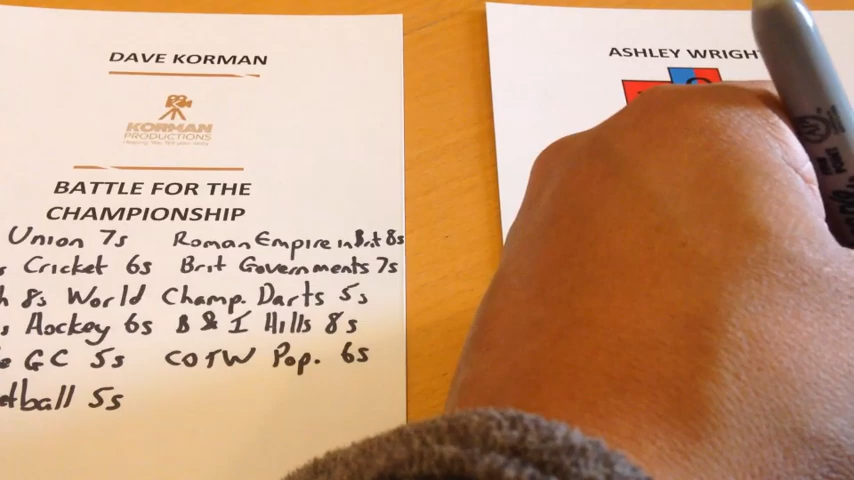 DAVE KORMAN
KORMAN
PRODUCTIONS
BATTLE FOR THE
CHAMPIONSHIP
Union 7s Roman Empire in Brit 8s
Cricket 6s Brit Governments 7s
8s World Champ. Darts 5s
Hockey 6s B & I Hills 8s
GC 5s COTW Pop. 6s
tball 5s
ASHLEY WRIGH